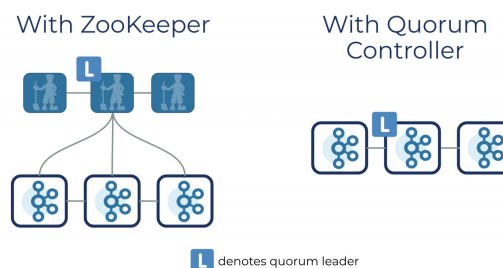 With ZooKeeper
With Quorum
Controller
L
L
L denotes quorum leader